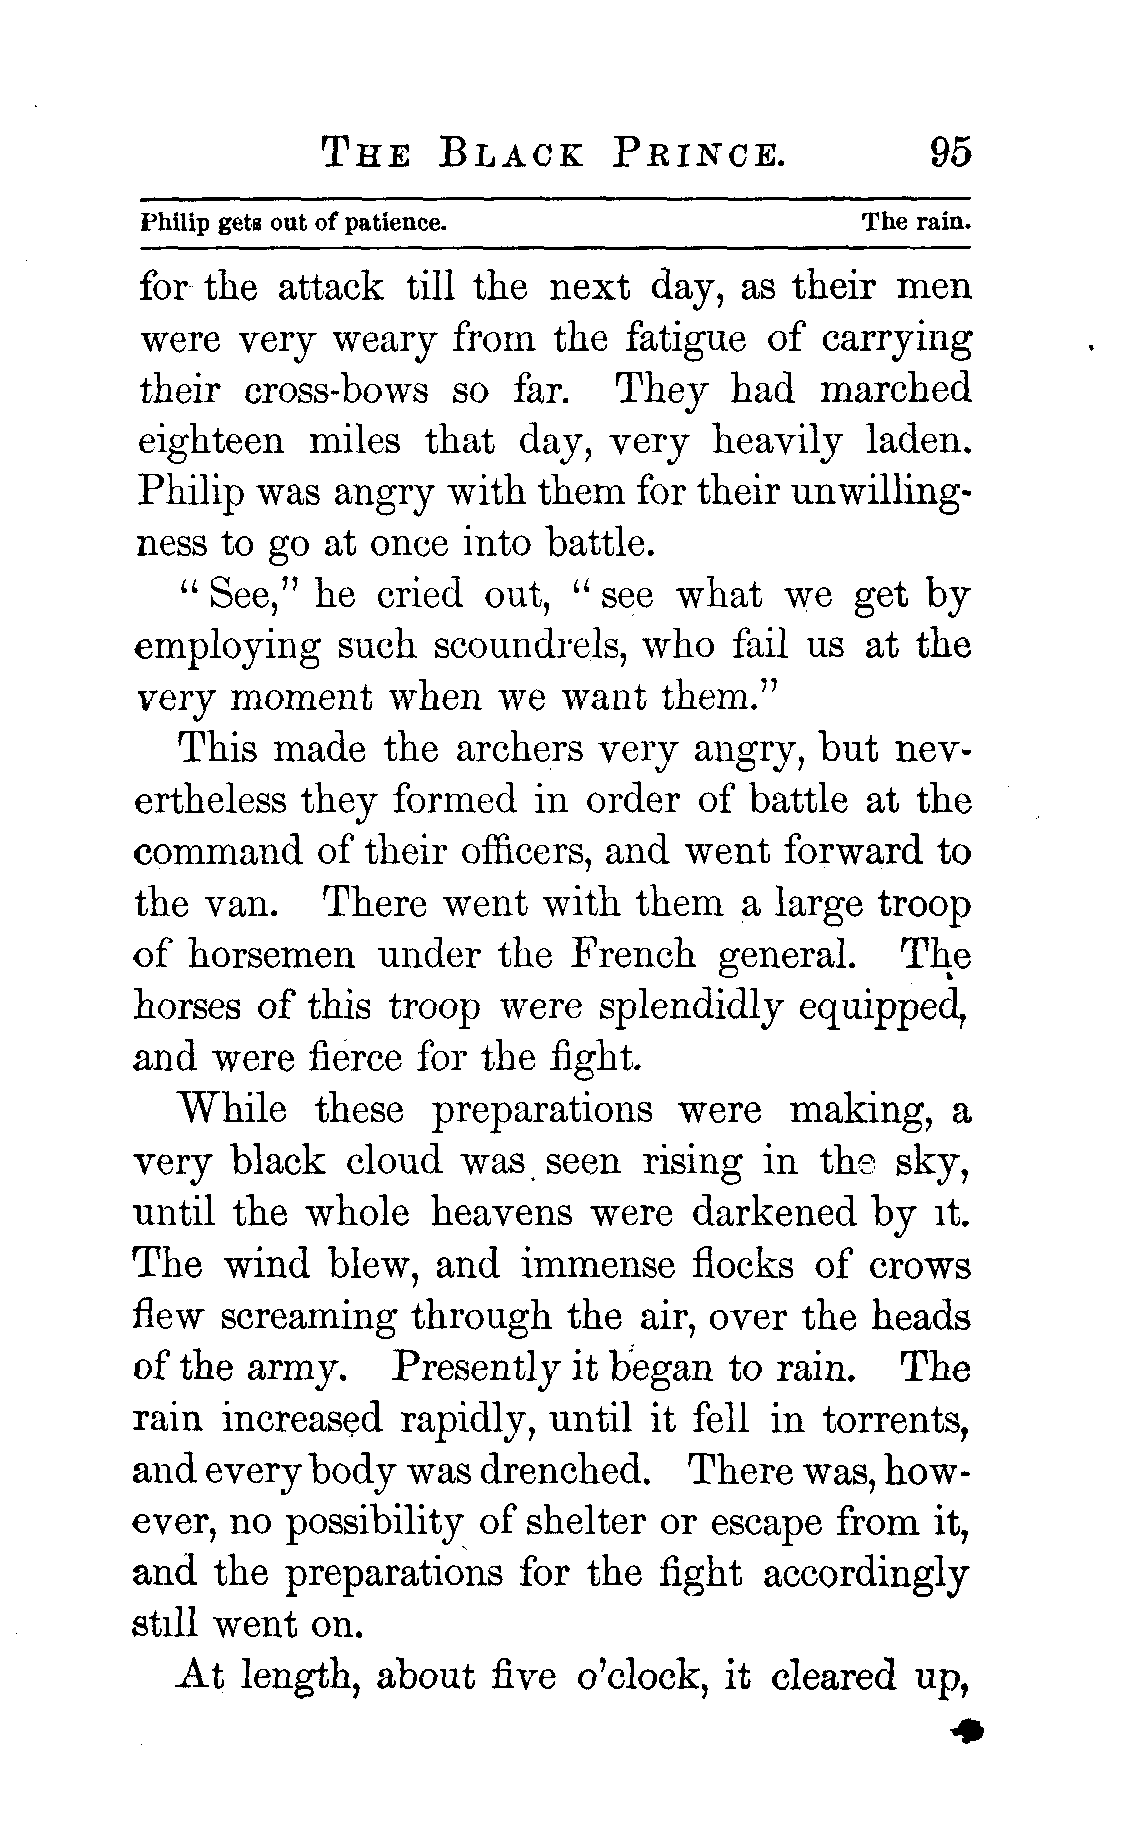 THE BLACK PRINCE. 95
Philip gets out of patience. The rain.
for the attack till the next day, as their men
were very weary from the fatigue of carrying
their cross-bows so far. They had marched
eighteen miles that day, very heavily laden.
Philip was angry with them for their unwilling-
ness to go at once into battle.
" See," he cried out, " see what we get by
employing such scoundrels, who fail us at the
very moment when we want them."
This made the archers very angry, but nev-
ertheless they formed in order of battle at the
command of their officers, and went forward to
the van. There went with them a large troop
of horsemen under the French general. The
horses of this troop were splendidly equipped,
and were fierce for the fight.
While these preparations were making, a
very black cloud was seen rising in the sky,
until the whole heavens were darkened by it.
The wind blew, and immense flocks of crows
flew screaming through the air, over the heads
of the army. Presently it began to rain. The
rain increased rapidly, until it fell in torrents,
and every body was drenched. There was, how-
ever, no possibility of shelter or escape from it,
and the preparations for the fight accordingly
still went on.
At length, about five o'clock, it cleared up,